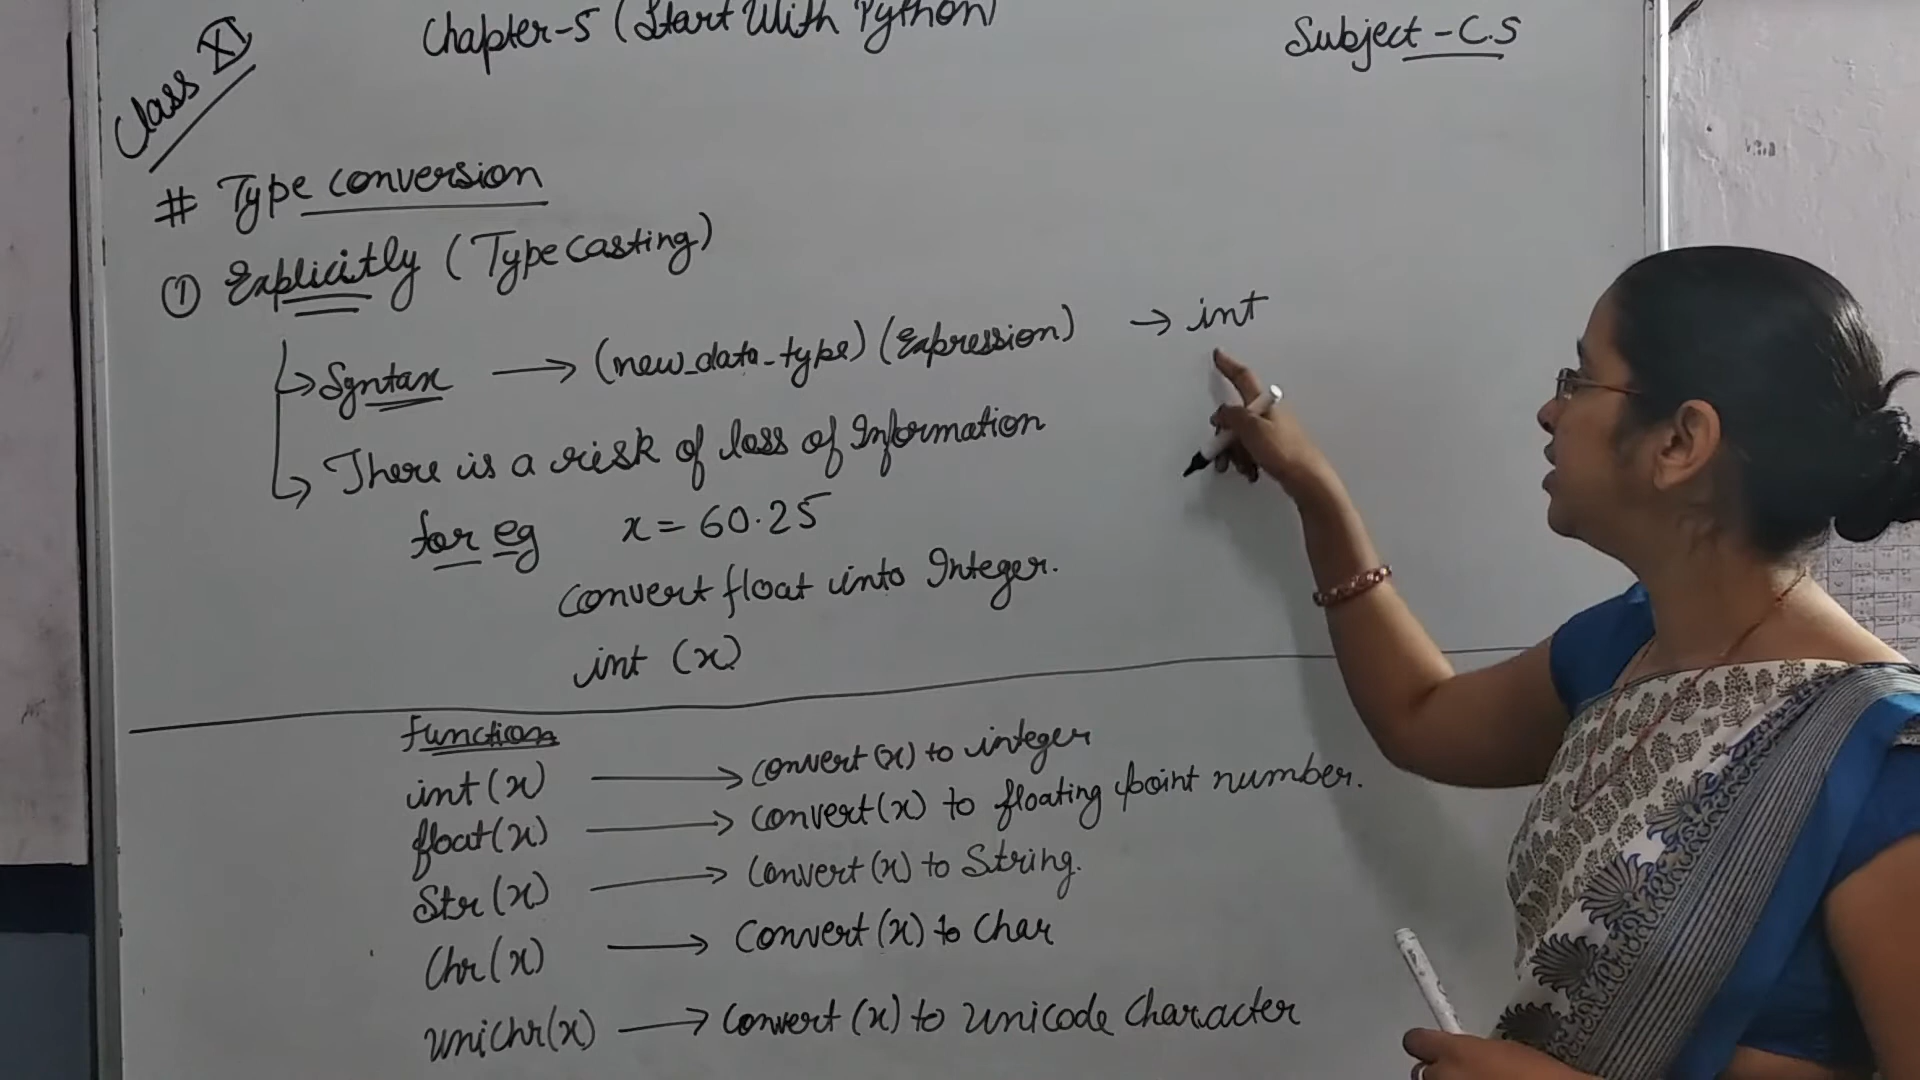 Class XI
Chapter-5 (Start With Python)
Subject - C.S
# Type conversion
① Explicitly (Type casting)
↳ Syntax → (new_data_type) (Expression) → int
↳ There is a risk of loss of Information
for eg x = 60.25
convert float into Integer.
int (x)
Function
int (x) → convert (x) to integer
float (x) → convert (x) to floating point number.
Str (x) → Convert (x) to String.
Chr (x) → Convert (x) to Char
uniChr(x) → Convert (x) to Unicode Character